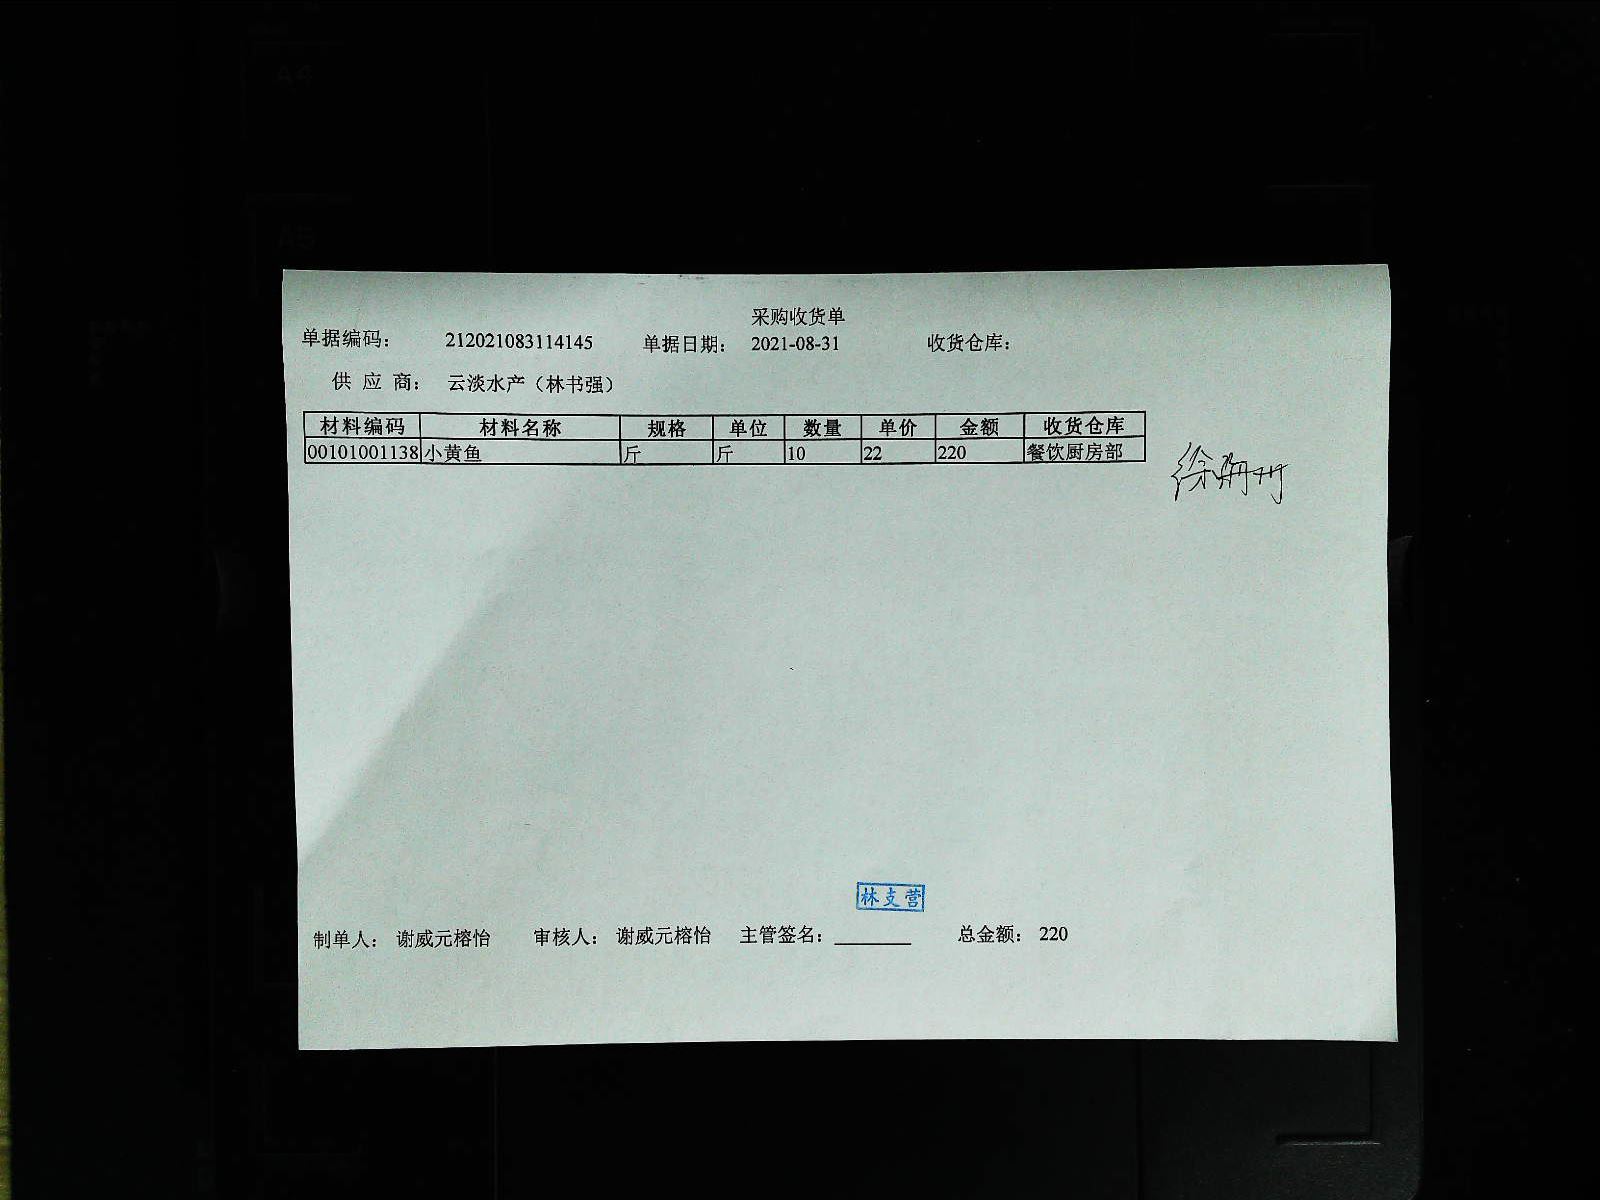 A4
A5
采购收货单
单据编码： 212021083114145 单据日期： 2021-08-31 收货仓库：
供 应 商： 云淡水产（林书强）
材料编码 材料名称 规格 单位 数量 单价 金额 收货仓库
00101001138 小黄鱼 斤 斤 10 22 220 餐饮厨房部
林支营
制单人： 谢威元榕怡 审核人： 谢威元榕怡 主管签名：________ 总金额： 220